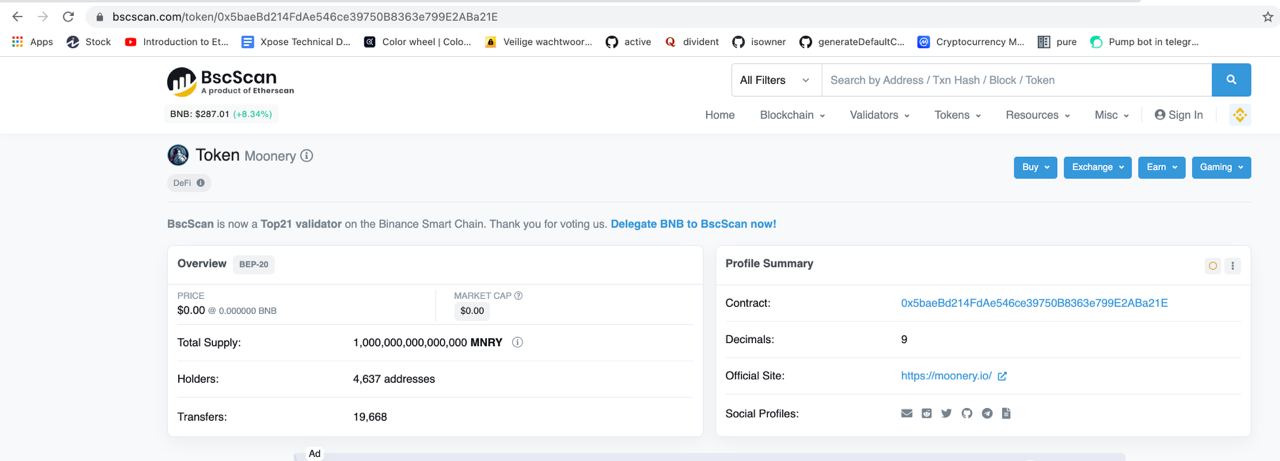 bscscan.com/token/0x5baeBd214FdAe546ce39750B8363e799E2ABa21E
Apps Stock Introduction to Et... Xpose Technical D... Color wheel | Colo... Veilige wachtwoor... active divident isowner generateDefaultC... Cryptocurrency M... pure Pump bot in telegr...
BscScan
A product of Etherscan
All Filters Search by Address / Txn Hash / Block / Token
BNB: $287.01 (+8.34%)
Home Blockchain Validators Tokens Resources Misc Sign In
Token Moonery
Buy Exchange Earn Gaming
DeFi
BscScan is now a Top21 validator on the Binance Smart Chain. Thank you for voting us. Delegate BNB to BscScan now!
Overview BEP-20
PRICE MARKET CAP
$0.00 @ 0.000000 BNB $0.00
Total Supply: 1,000,000,000,000,000 MNRY
Holders: 4,637 addresses
Transfers: 19,668
Profile Summary
Contract: 0x5baeBd214FdAe546ce39750B8363e799E2ABa21E
Decimals: 9
Official Site: https://moonery.io/
Social Profiles:
Ad